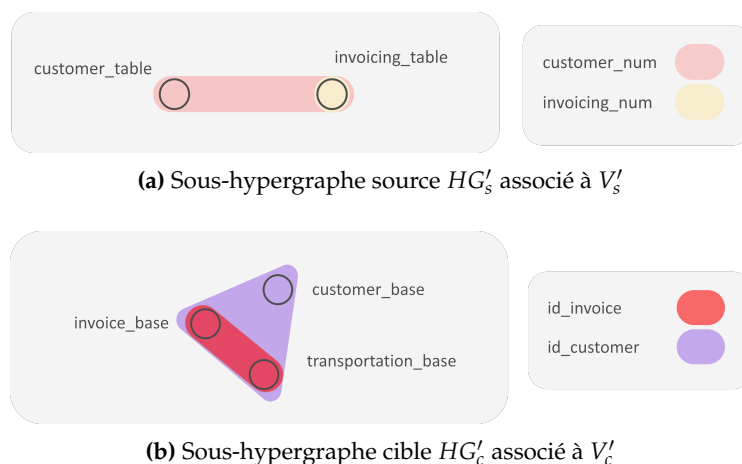 customer_table
invoicing_table
customer_num
invoicing_num
(a) Sous-hypergraphe source HG′ₛ associé à V′ₛ
customer_base
invoice_base
transportation_base
id_invoice
id_customer
(b) Sous-hypergraphe cible HG′c associé à V′c